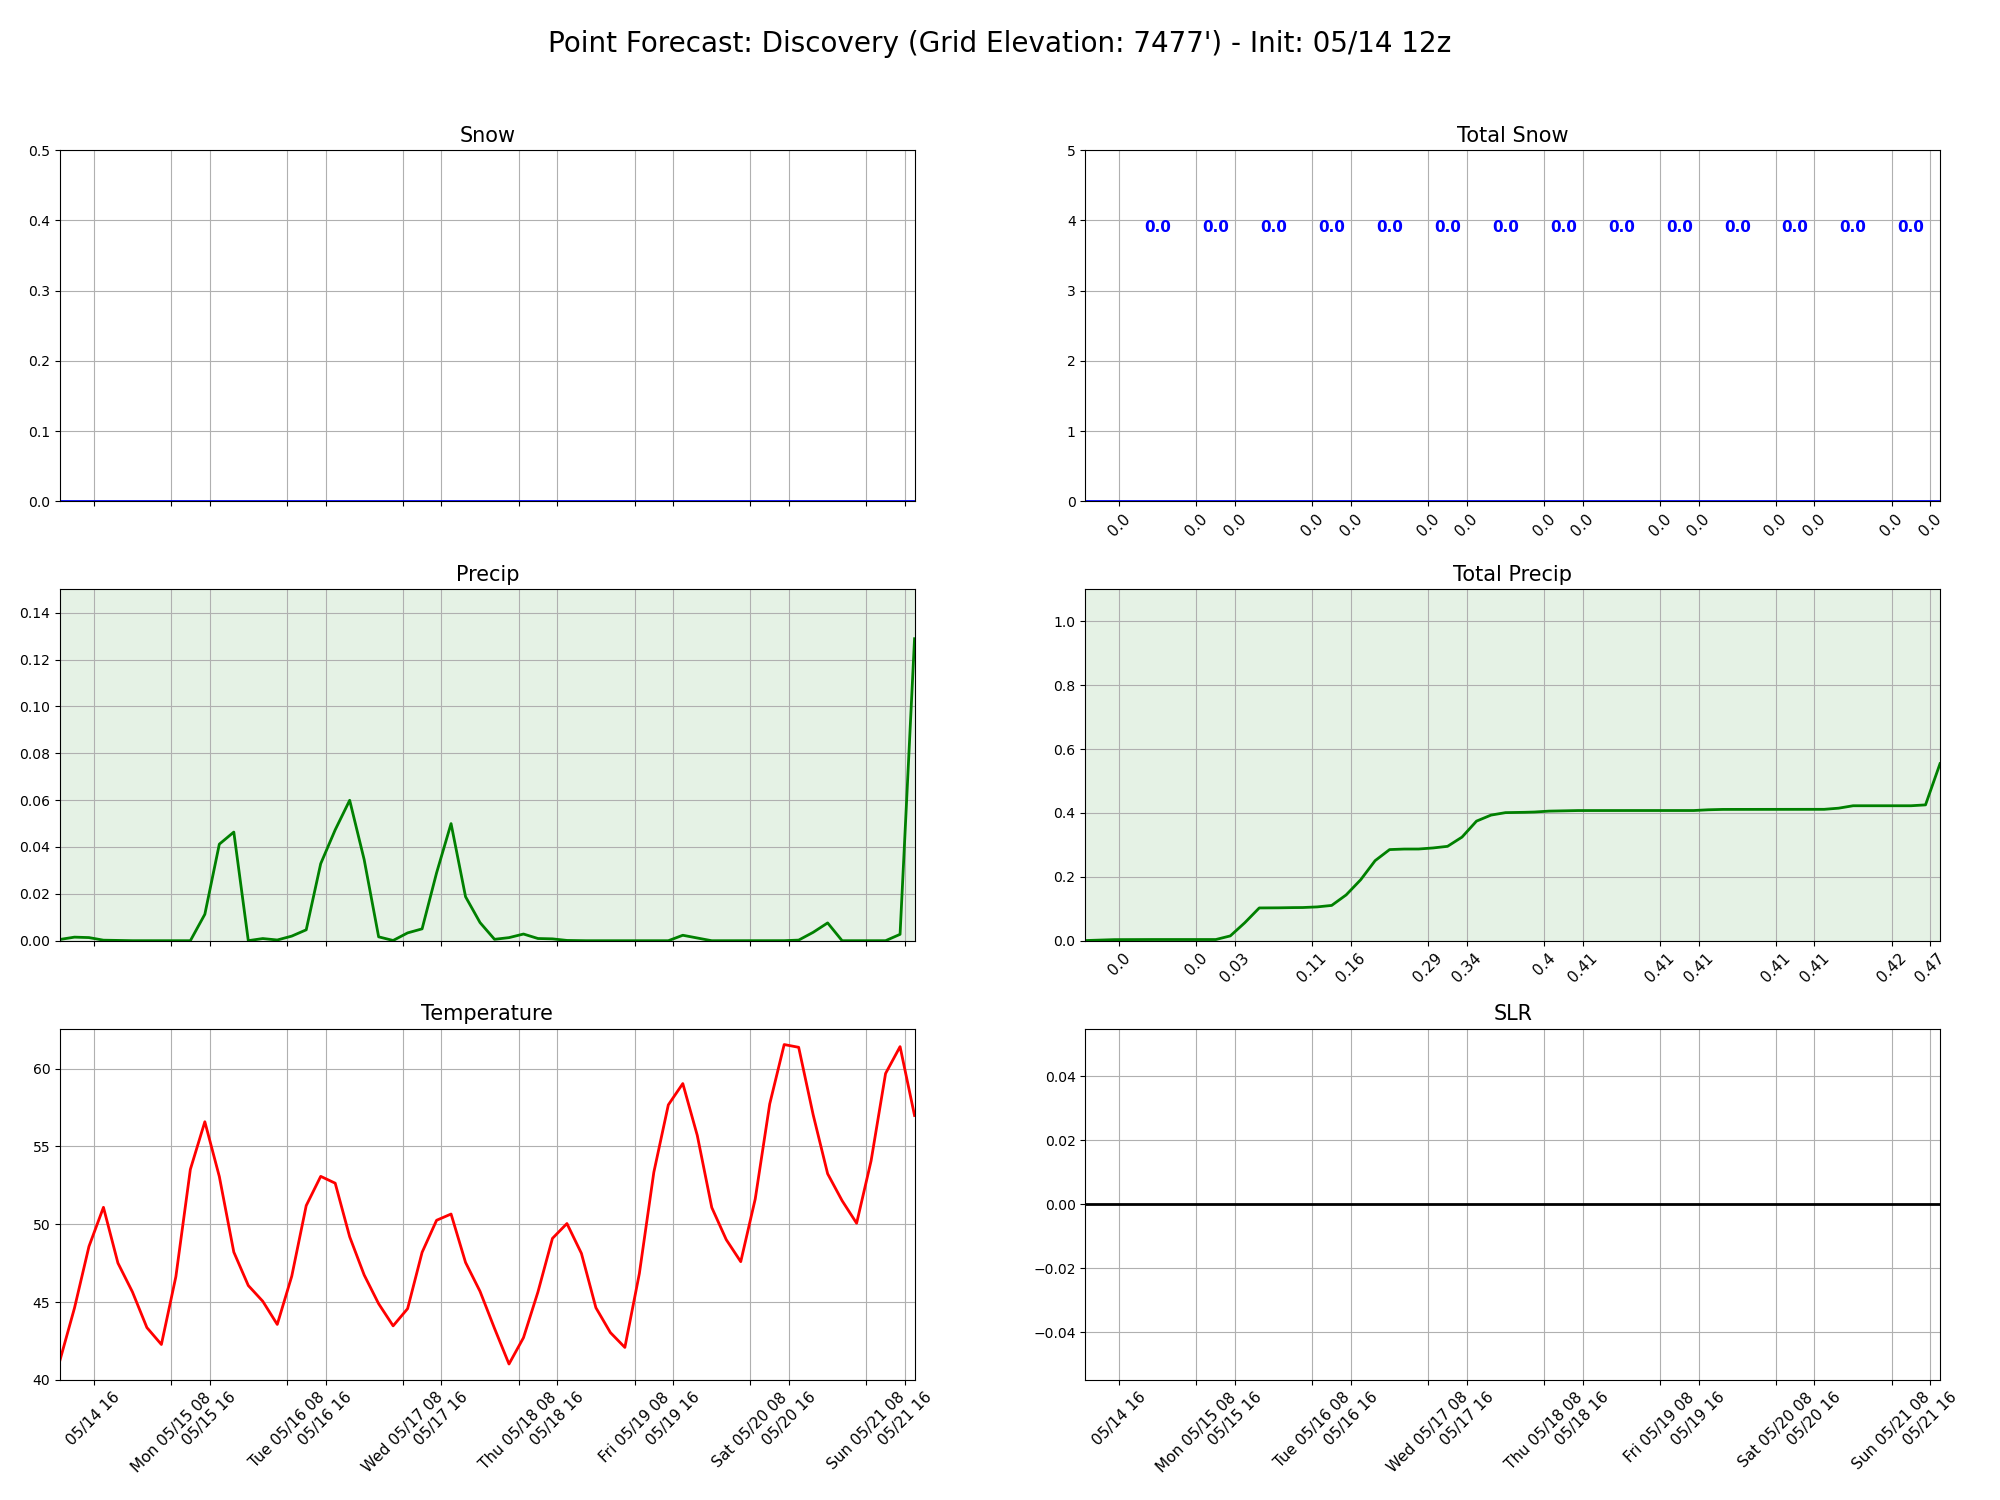 Point Forecast: Discovery (Grid Elevation: 7477') - Init: 05/14 12z
Snow
0.5
0.4
0.3
0.2
0.1
0.0
Total Snow
5
4
3
2
1
0
0.0 0.0 0.0 0.0 0.0 0.0 0.0 0.0 0.0 0.0 0.0 0.0 0.0 0.0
0.0 0.0 0.0 0.0 0.0 0.0 0.0 0.0 0.0 0.0 0.0 0.0 0.0 0.0 0.0
Precip
0.14
0.12
0.10
0.08
0.06
0.04
0.02
0.00
Total Precip
1.0
0.8
0.6
0.4
0.2
0.0
0.0 0.0 0.03 0.11 0.16 0.29 0.34 0.4 0.41 0.41 0.41 0.41 0.41 0.42 0.47
Temperature
60
55
50
45
40
05/14 16
Mon 05/15 08
05/15 16
Tue 05/16 08
05/16 16
Wed 05/17 08
05/17 16
Thu 05/18 08
05/18 16
Fri 05/19 08
05/19 16
Sat 05/20 08
05/20 16
Sun 05/21 08
05/21 16
SLR
0.04
0.02
0.00
−0.02
−0.04
05/14 16
Mon 05/15 08
05/15 16
Tue 05/16 08
05/16 16
Wed 05/17 08
05/17 16
Thu 05/18 08
05/18 16
Fri 05/19 08
05/19 16
Sat 05/20 08
05/20 16
Sun 05/21 08
05/21 16